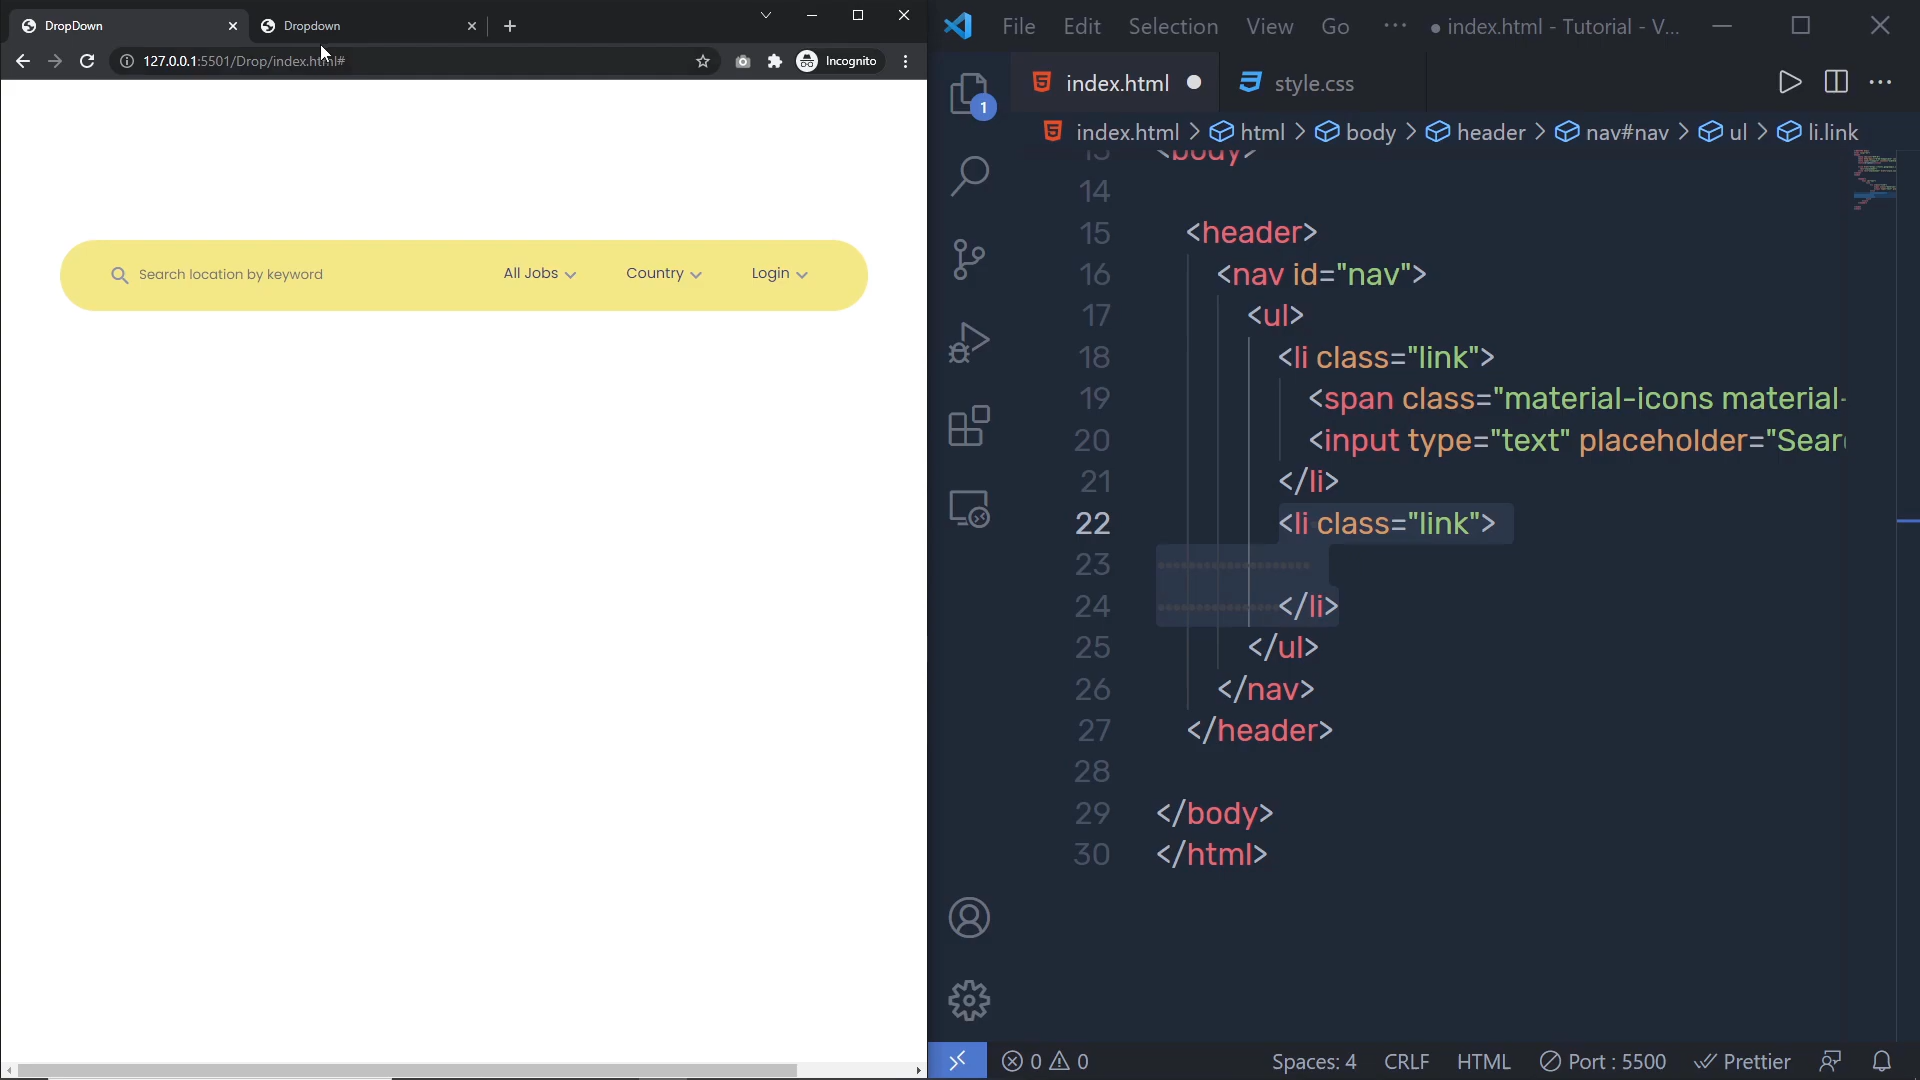 DropDown
Dropdown
127.0.0.1:5501/Drop/index.html#
Incognito
Search location by keyword
All Jobs
Country
Login
File Edit Selection View Go ··· ● index.html - Tutorial - V...
1
index.html
style.css
index.html > html > body > header > nav#nav > ul > li.link
13 <body>
14
15 <header>
16 <nav id="nav">
17 <ul>
18 <li class="link">
19 <span class="material-icons material-
20 <input type="text" placeholder="Sear
21 </li>
22 <li class="link">
23
24 </li>
25 </ul>
26 </nav>
27 </header>
28
29 </body>
30 </html>
0 0 Spaces: 4 CRLF HTML Port : 5500 Prettier